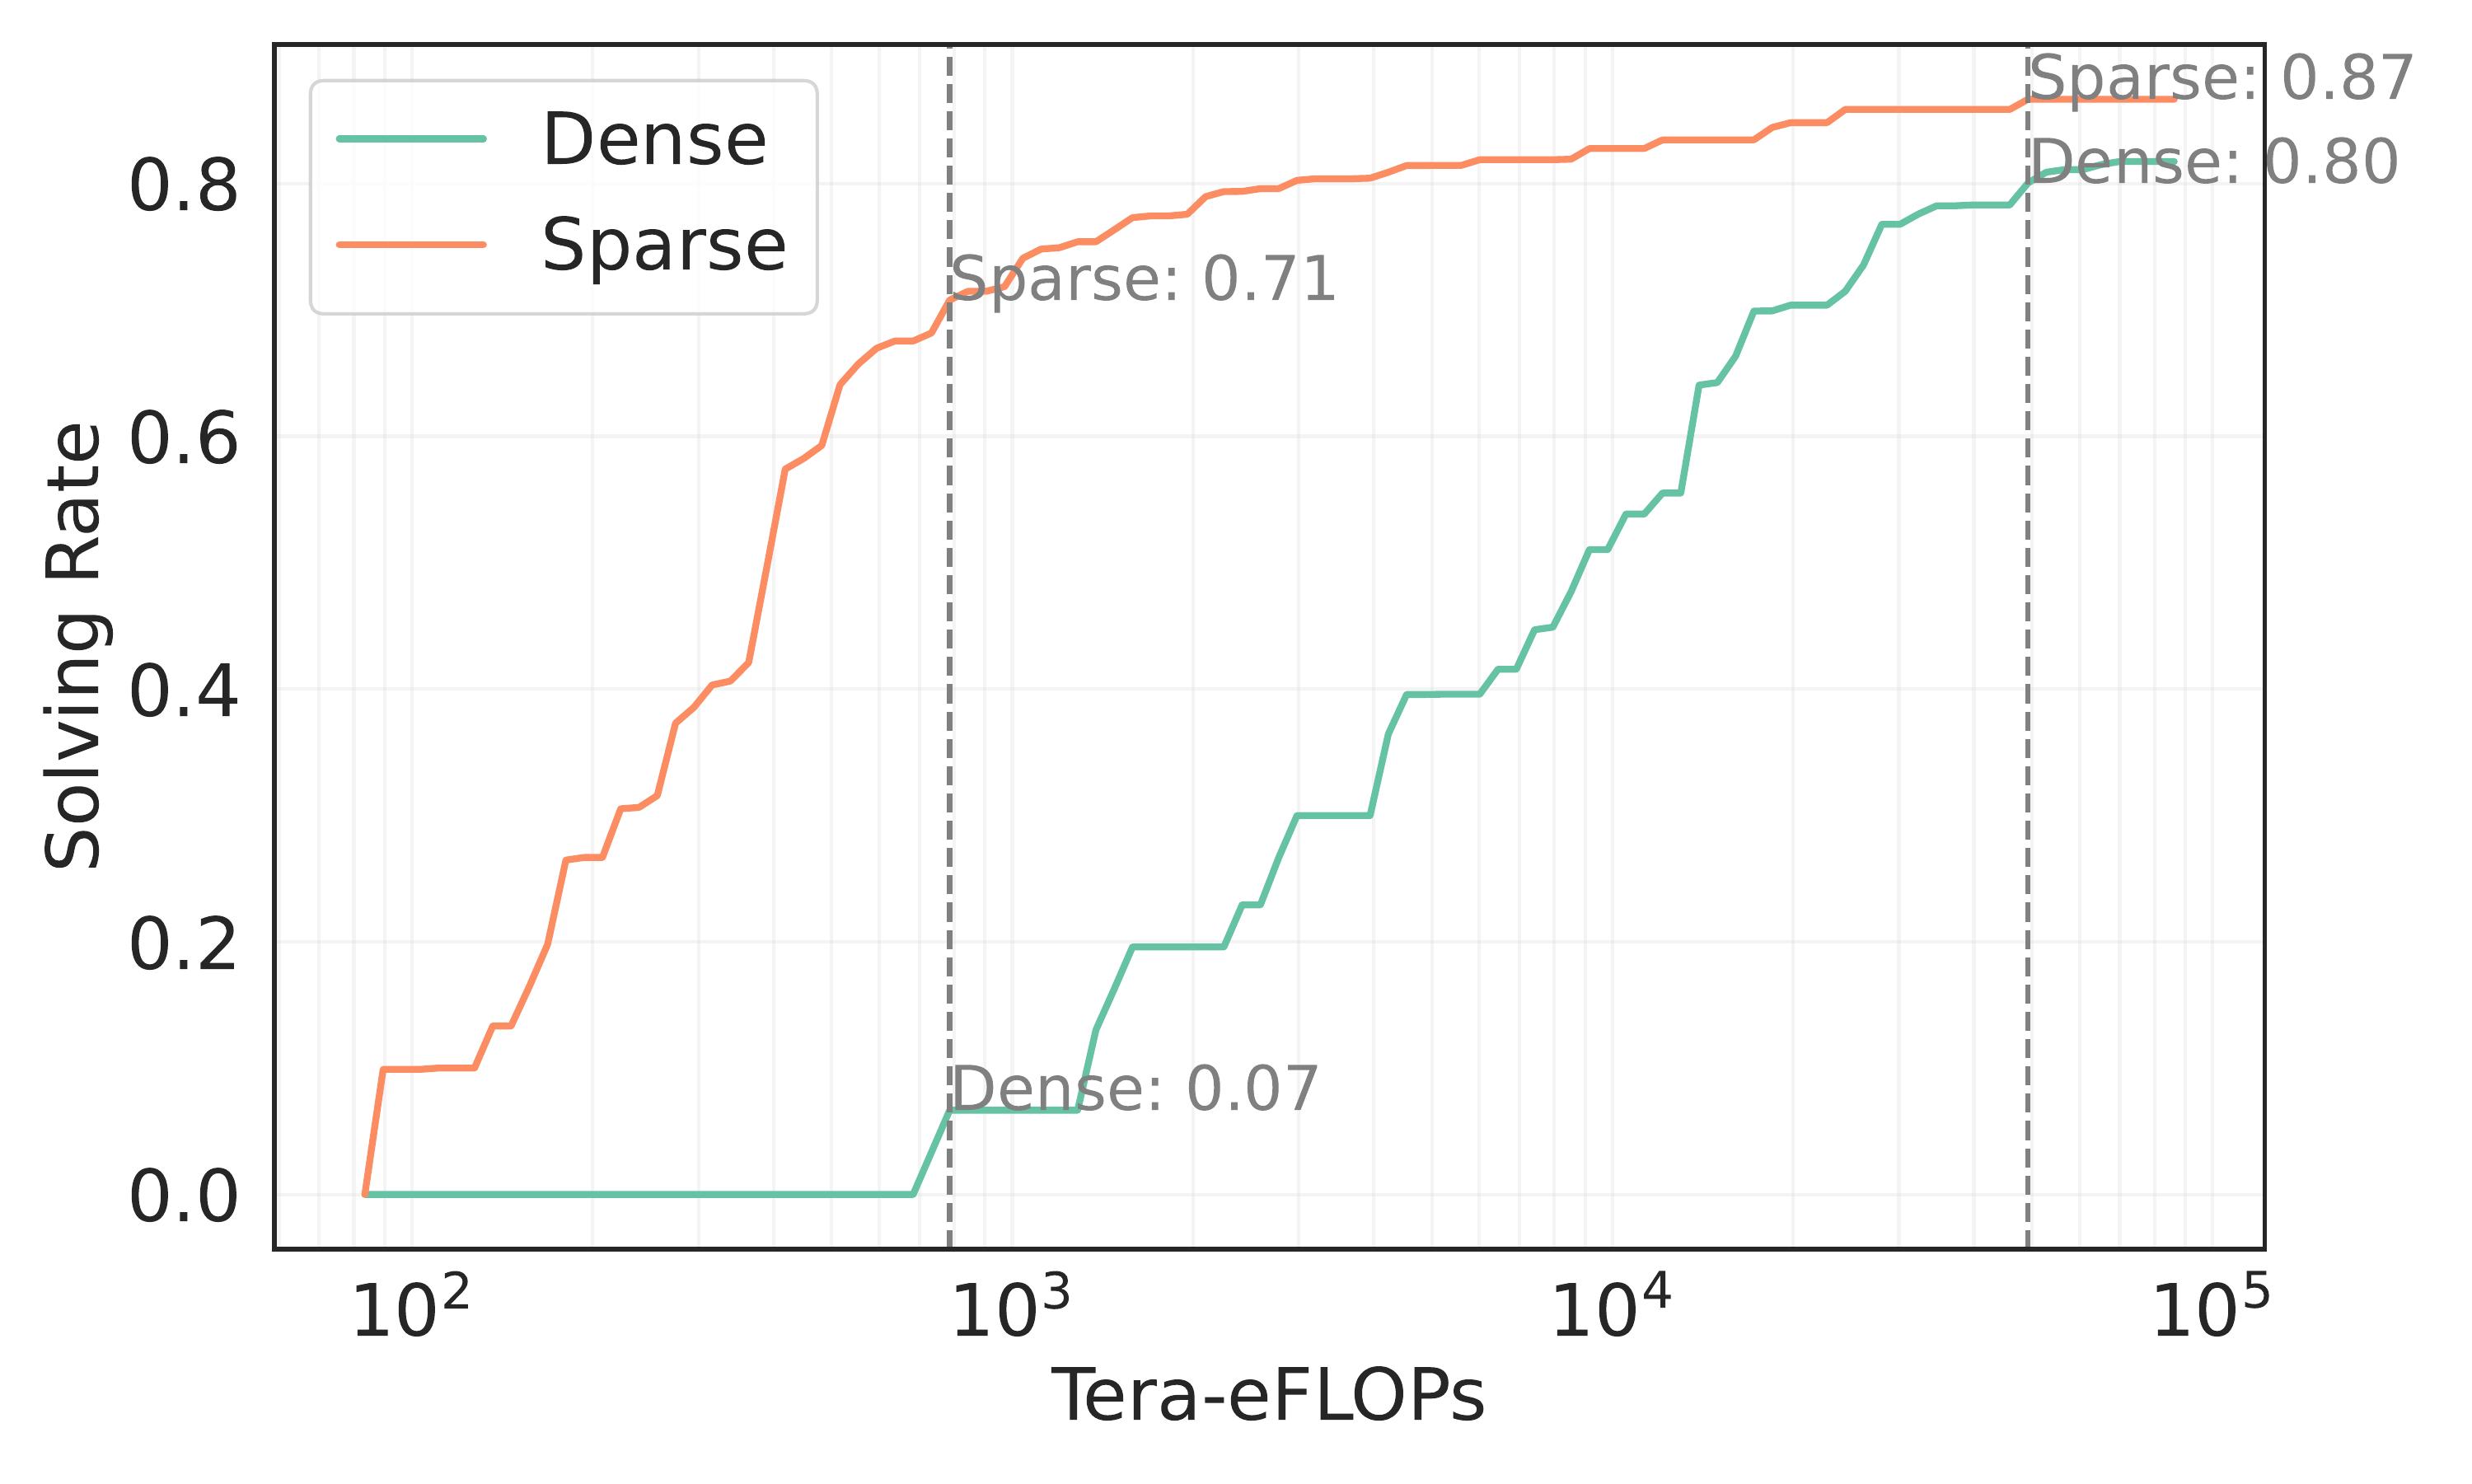 Dense
Sparse
Sparse: 0.87
Dense: 0.80
Sparse: 0.71
Dense: 0.07
Solving Rate
0.8
0.6
0.4
0.2
0.0
10²
10³
10⁴
10⁵
Tera-eFLOPs